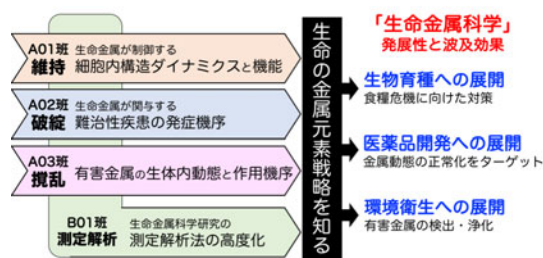 A01班 生命金属が制御する
維持 細胞内構造ダイナミクスと機能
A02班 生命金属が関与する
破綻 難治性疾患の発症機序
A03班
撹乱 有害金属の生体内動態と作用機序
B01班 生命金属科学研究の
測定解析 測定解析法の高度化
生命の金属元素戦略を知る
「生命金属科学」
発展性と波及効果
生物育種への展開
食糧危機に向けた対策
医薬品開発への展開
金属動態の正常化をターゲット
環境衛生への展開
有害金属の検出・浄化